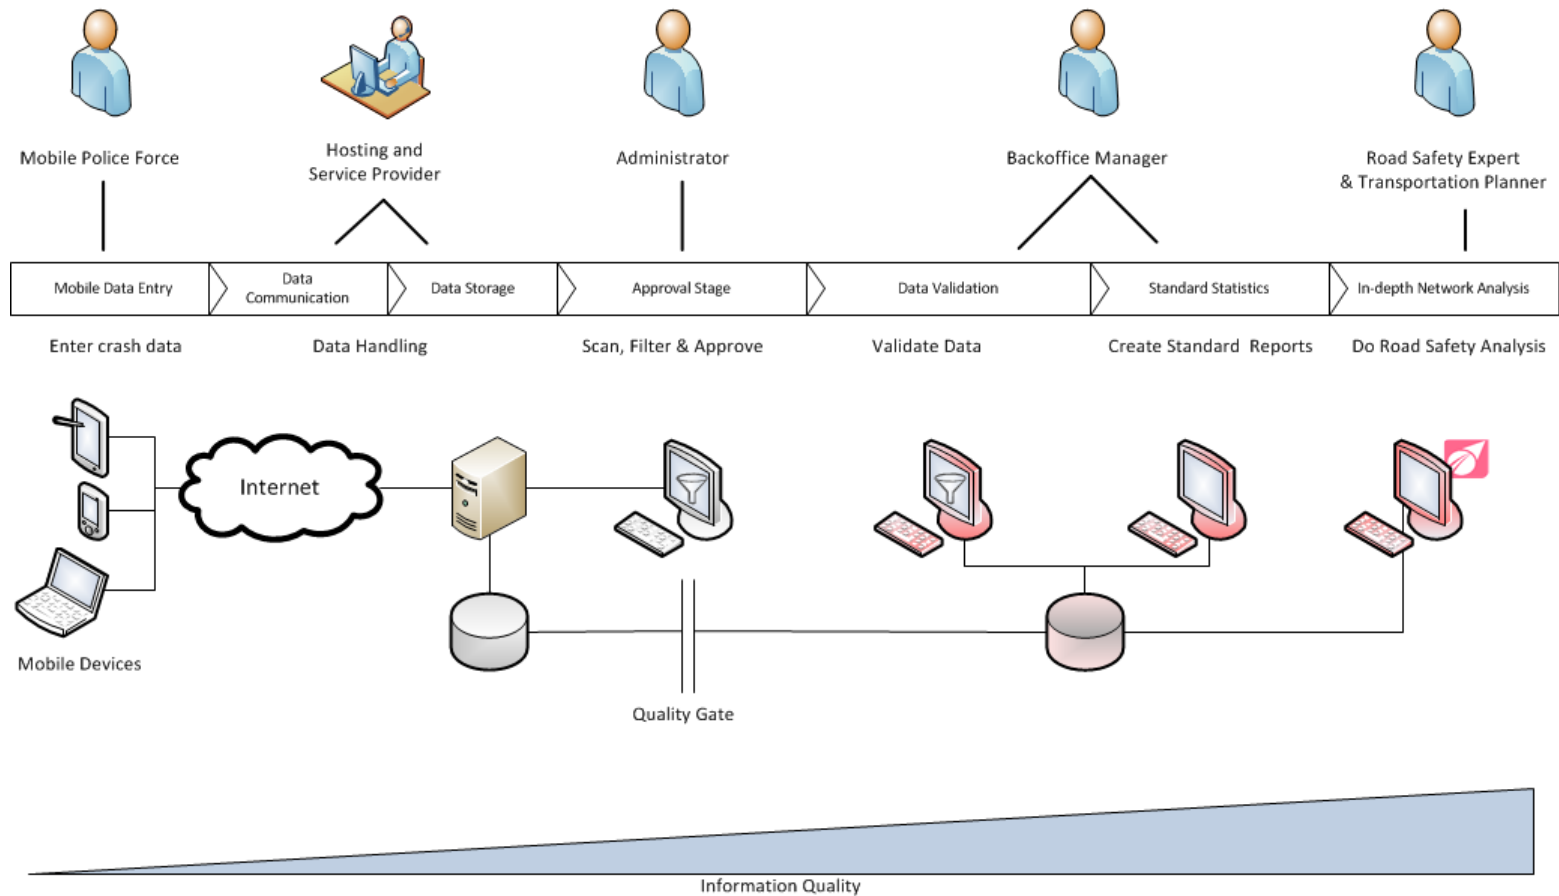 Mobile Police Force
Hosting and
Service Provider
Administrator
Backoffice Manager
Road Safety Expert
& Transportation Planner
Mobile Data Entry
Data
Communication
Data Storage
Approval Stage
Data Validation
Standard Statistics
In-depth Network Analysis
Enter crash data
Data Handling
Scan, Filter & Approve
Validate Data
Create Standard Reports
Do Road Safety Analysis
Internet
Mobile Devices
Quality Gate
Information Quality